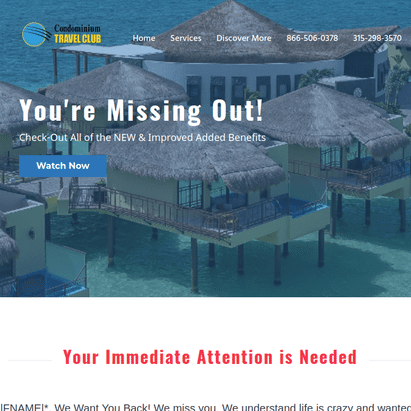 Condominium
TRAVEL CLUB
Home Services Discover More 866-506-0378 315-298-3570
You're Missing Out!
Check-Out All of the NEW & Improved Added Benefits
Watch Now
Your Immediate Attention is Needed
|FNAME|*, We Want You Back! We miss you. We understand life is crazy and wanted